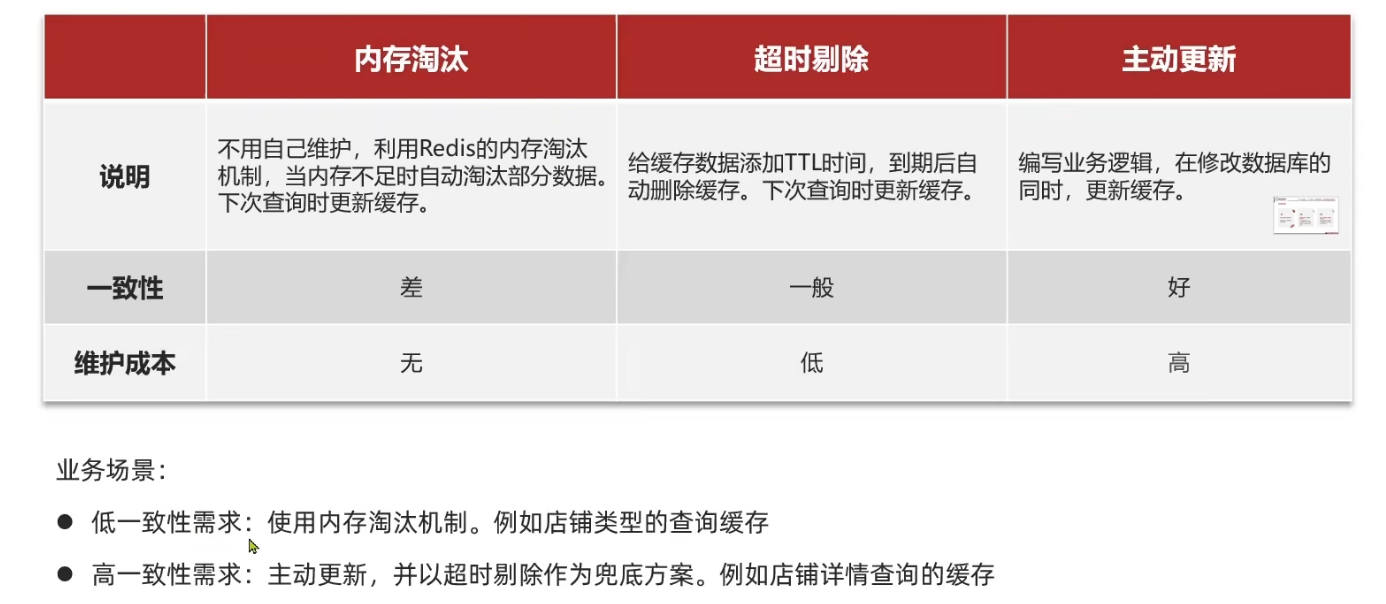 内存淘汰
超时剔除
主动更新
说明
不用自己维护，利用Redis的内存淘汰
机制，当内存不足时自动淘汰部分数据。
下次查询时更新缓存。
给缓存数据添加TTL时间，到期后自
动删除缓存。下次查询时更新缓存。
编写业务逻辑，在修改数据库的
同时，更新缓存。
一致性
差
一般
好
维护成本
无
低
高
业务场景：
● 低一致性需求：使用内存淘汰机制。例如店铺类型的查询缓存
● 高一致性需求：主动更新，并以超时剔除作为兜底方案。例如店铺详情查询的缓存